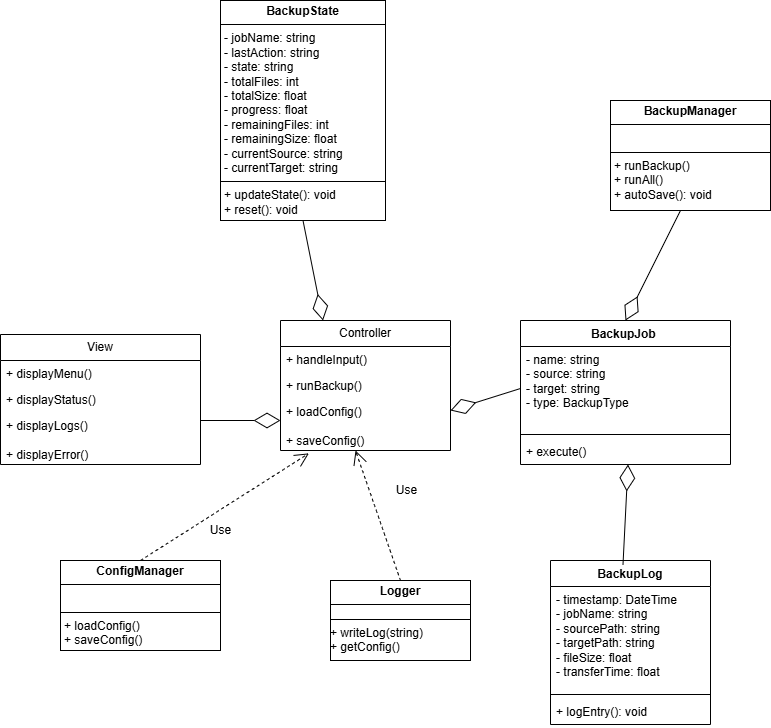 BackupState
- jobName: string
- lastAction: string
- state: string
- totalFiles: int
- totalSize: float
- progress: float
- remainingFiles: int
- remainingSize: float
- currentSource: string
- currentTarget: string
+ updateState(): void
+ reset(): void
BackupManager
+ runBackup()
+ runAll()
+ autoSave(): void
View
+ displayMenu()
+ displayStatus()
+ displayLogs()
+ displayError()
Controller
+ handleInput()
+ runBackup()
+ loadConfig()
+ saveConfig()
BackupJob
- name: string
- source: string
- target: string
- type: BackupType
+ execute()
Use
Use
ConfigManager
+ loadConfig()
+ saveConfig()
Logger
+ writeLog(string)
+ getConfig()
BackupLog
- timestamp: DateTime
- jobName: string
- sourcePath: string
- targetPath: string
- fileSize: float
- transferTime: float
+ logEntry(): void